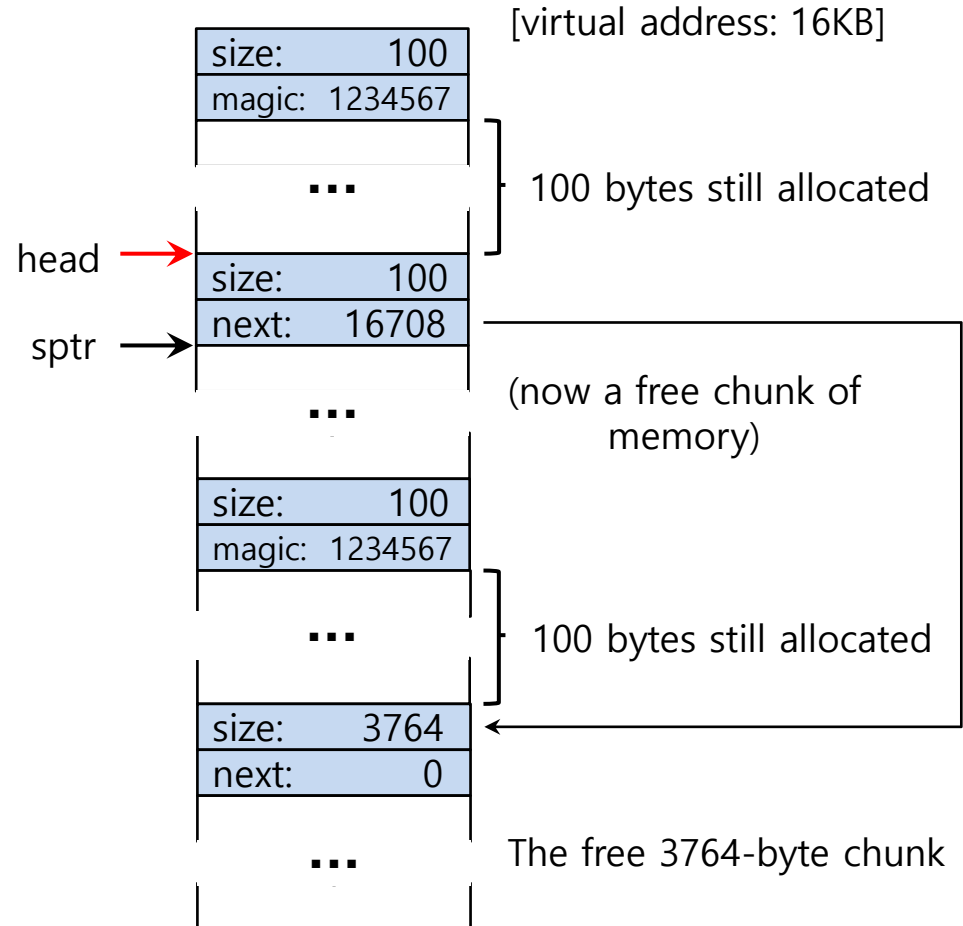 [virtual address: 16KB]
size: 100
magic: 1234567
...
100 bytes still allocated
head
size: 100
next: 16708
sptr
(now a free chunk of
memory)
...
size: 100
magic: 1234567
...
100 bytes still allocated
size: 3764
next: 0
...
The free 3764-byte chunk